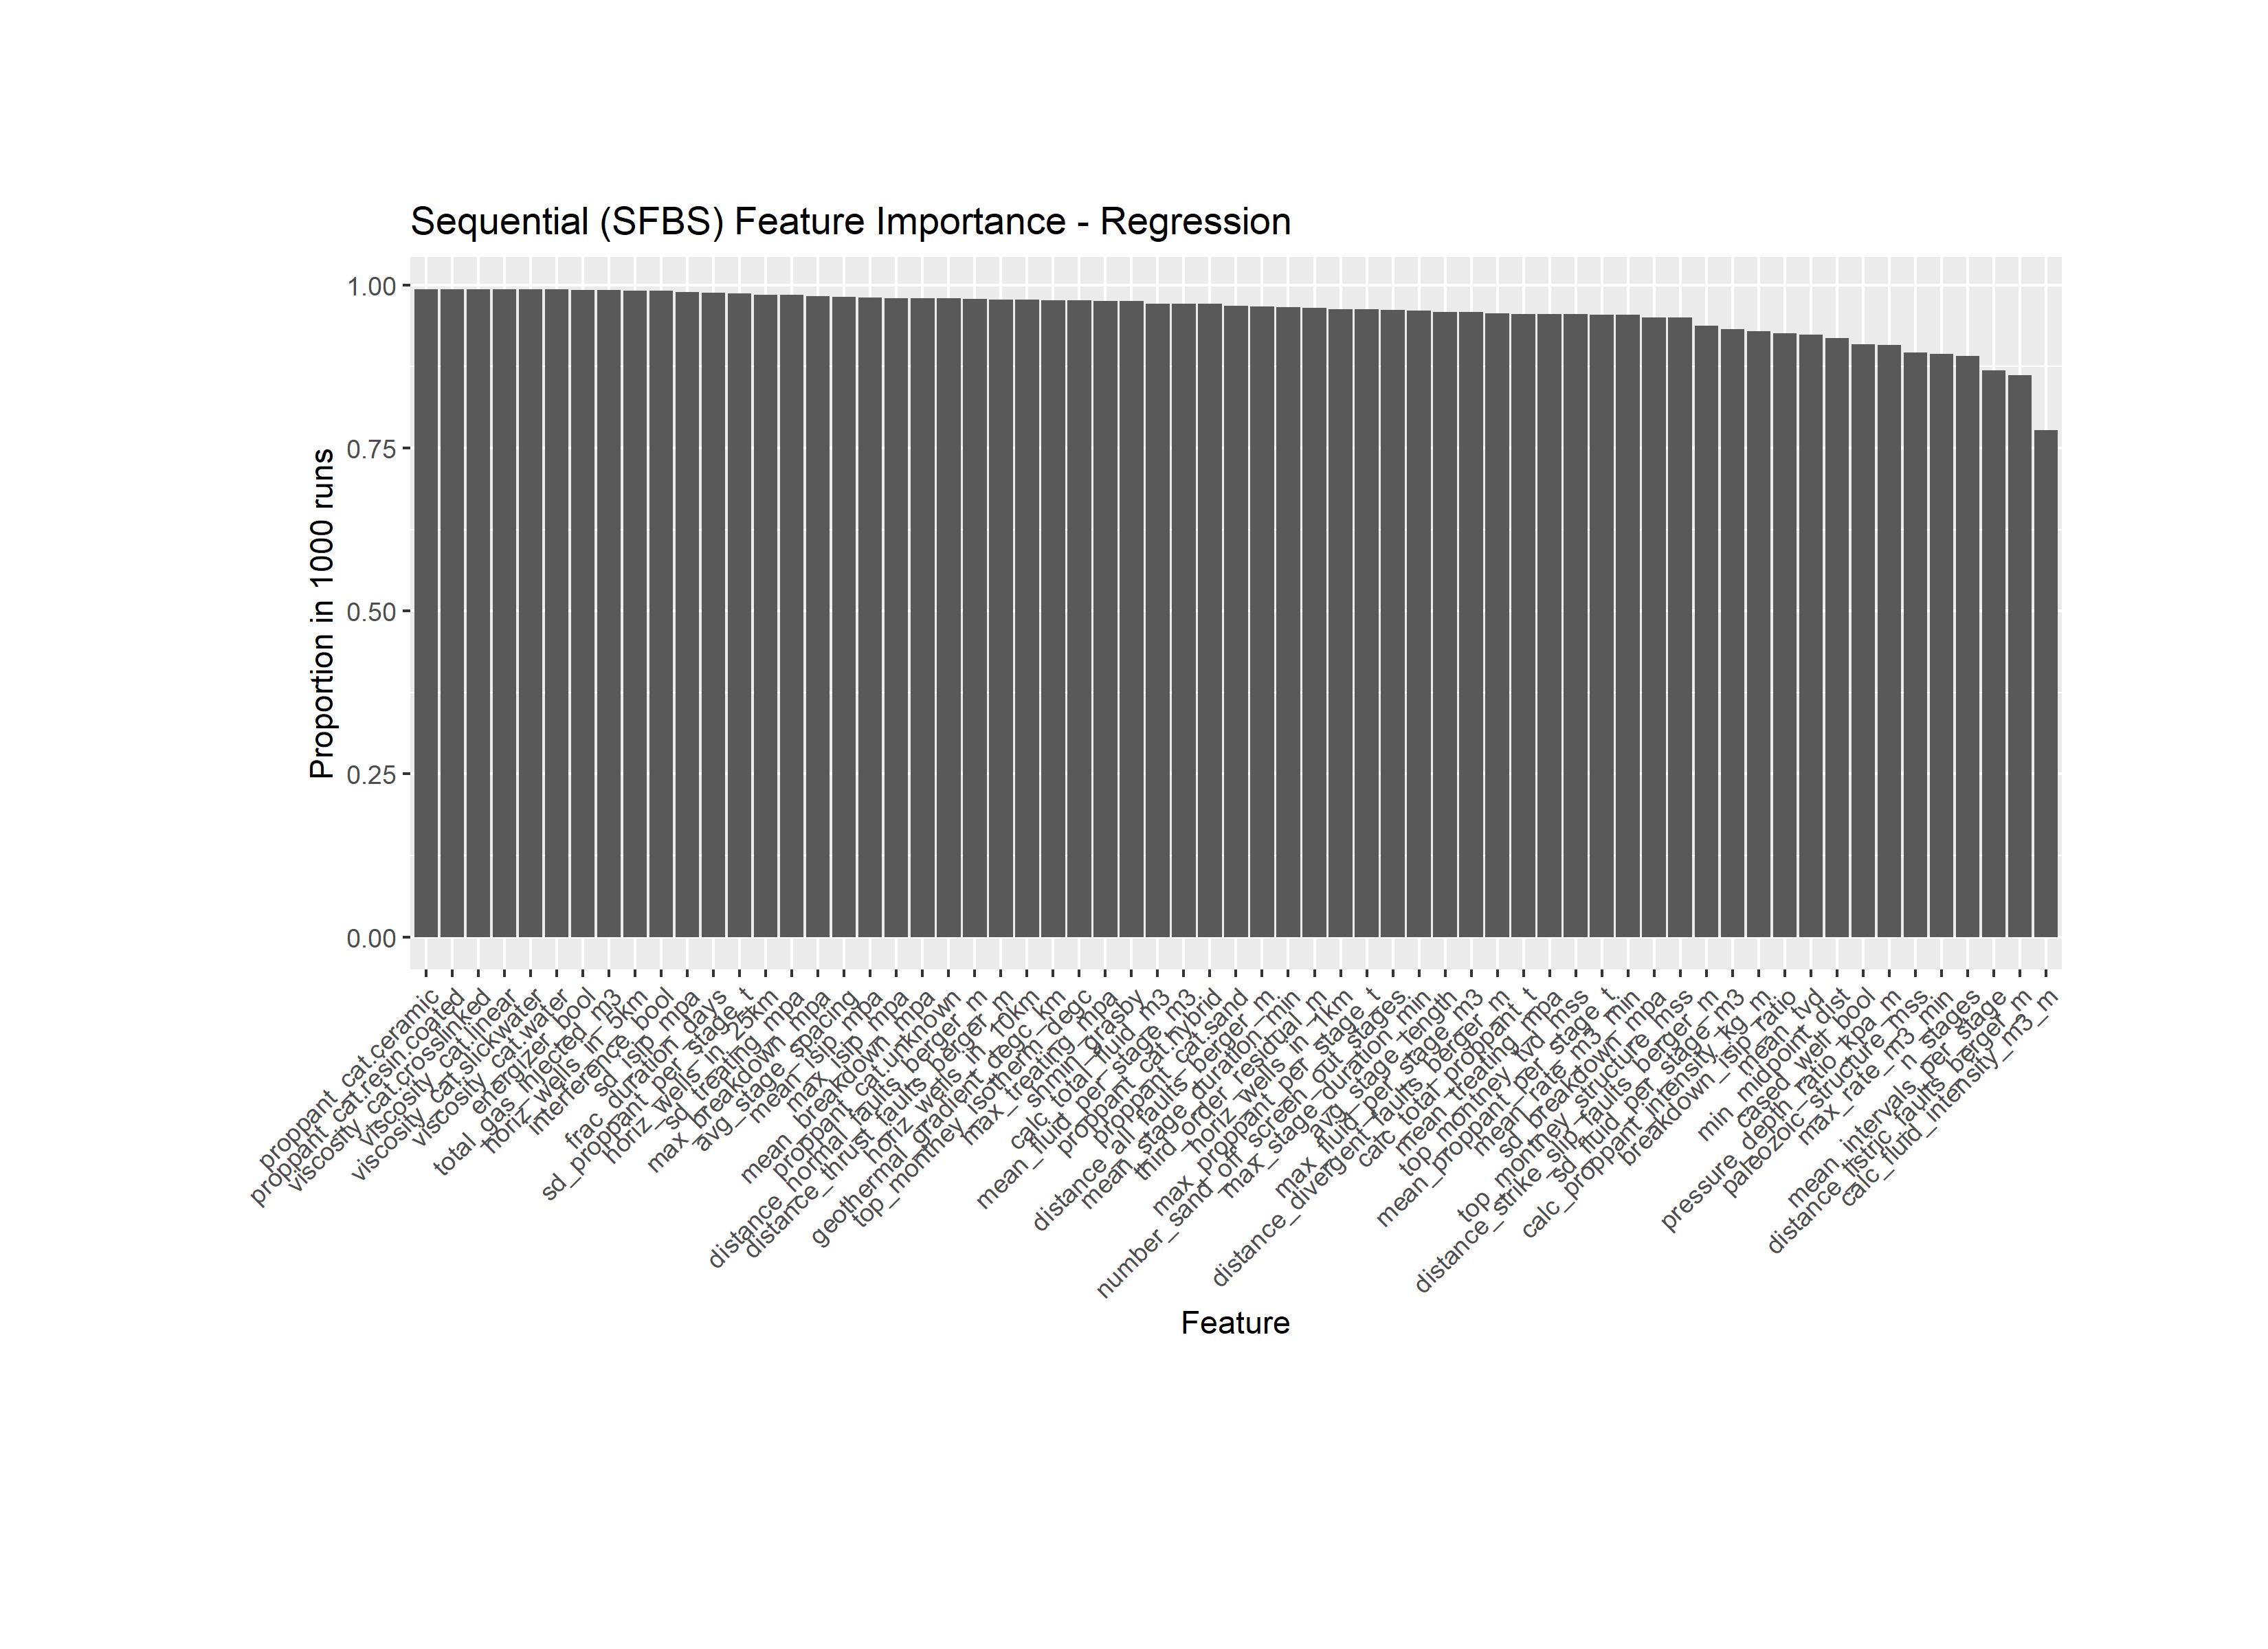 Sequential (SFBS) Feature Importance - Regression
1.00
0.75
0.50
0.25
0.00
Proportion in 1000 runs
proppant_cat.ceramic
proppant_cat.resin_coated
viscosity_cat.crosslinked
viscosity_cat.linear
viscosity_cat.slickwater
viscosity_cat.water
energizer_bool
total_gas_injected_m3
horiz_wells_in_5km
interference_bool
sd_isip_mpa
frac_duration_days
sd_proppant_per_stage_t
horiz_wells_in_25km
sd_treating_mpa
max_breakdown_mpa
avg_stage_spacing
mean_isip_mpa
max_isip_mpa
mean_breakdown_mpa
proppant_cat.unknown
distance_normal_faults_berger_m
distance_thrust_faults_berger_m
horiz_wells_in_10km
geothermal_gradient_degc_km
top_montney_isotherm_degc
max_treating_mpa
shmin_grasby
calc_total_fluid_m3
mean_fluid_per_stage_m3
proppant_cat.hybrid
proppant_cat.sand
distance_all_faults_berger_m
mean_stage_duration_min
third_order_residual_m
horiz_wells_in_1km
max_proppant_per_stage_t
number_sand_off_screen_out_stages
max_stage_duration_min
avg_stage_length
max_fluid_per_stage_m3
distance_divergent_faults_berger_m
calc_total_proppant_t
mean_treating_mpa
top_montney_tvd_mss
mean_proppant_per_stage_t
mean_rate_m3_min
sd_breakdown_mpa
top_montney_structure_mss
distance_strike_slip_faults_berger_m
sd_fluid_per_stage_m3
calc_proppant_intensity_kg_m
breakdown_isip_ratio
mean_tvd
min_midpoint_dist
cased_well_bool
pressure_depth_ratio_kpa_m
paleozoic_structure_mss
max_rate_m3_min
n_stages
mean_intervals_per_stage
distance_listric_faults_berger_m
calc_fluid_intensity_m3_m
Feature